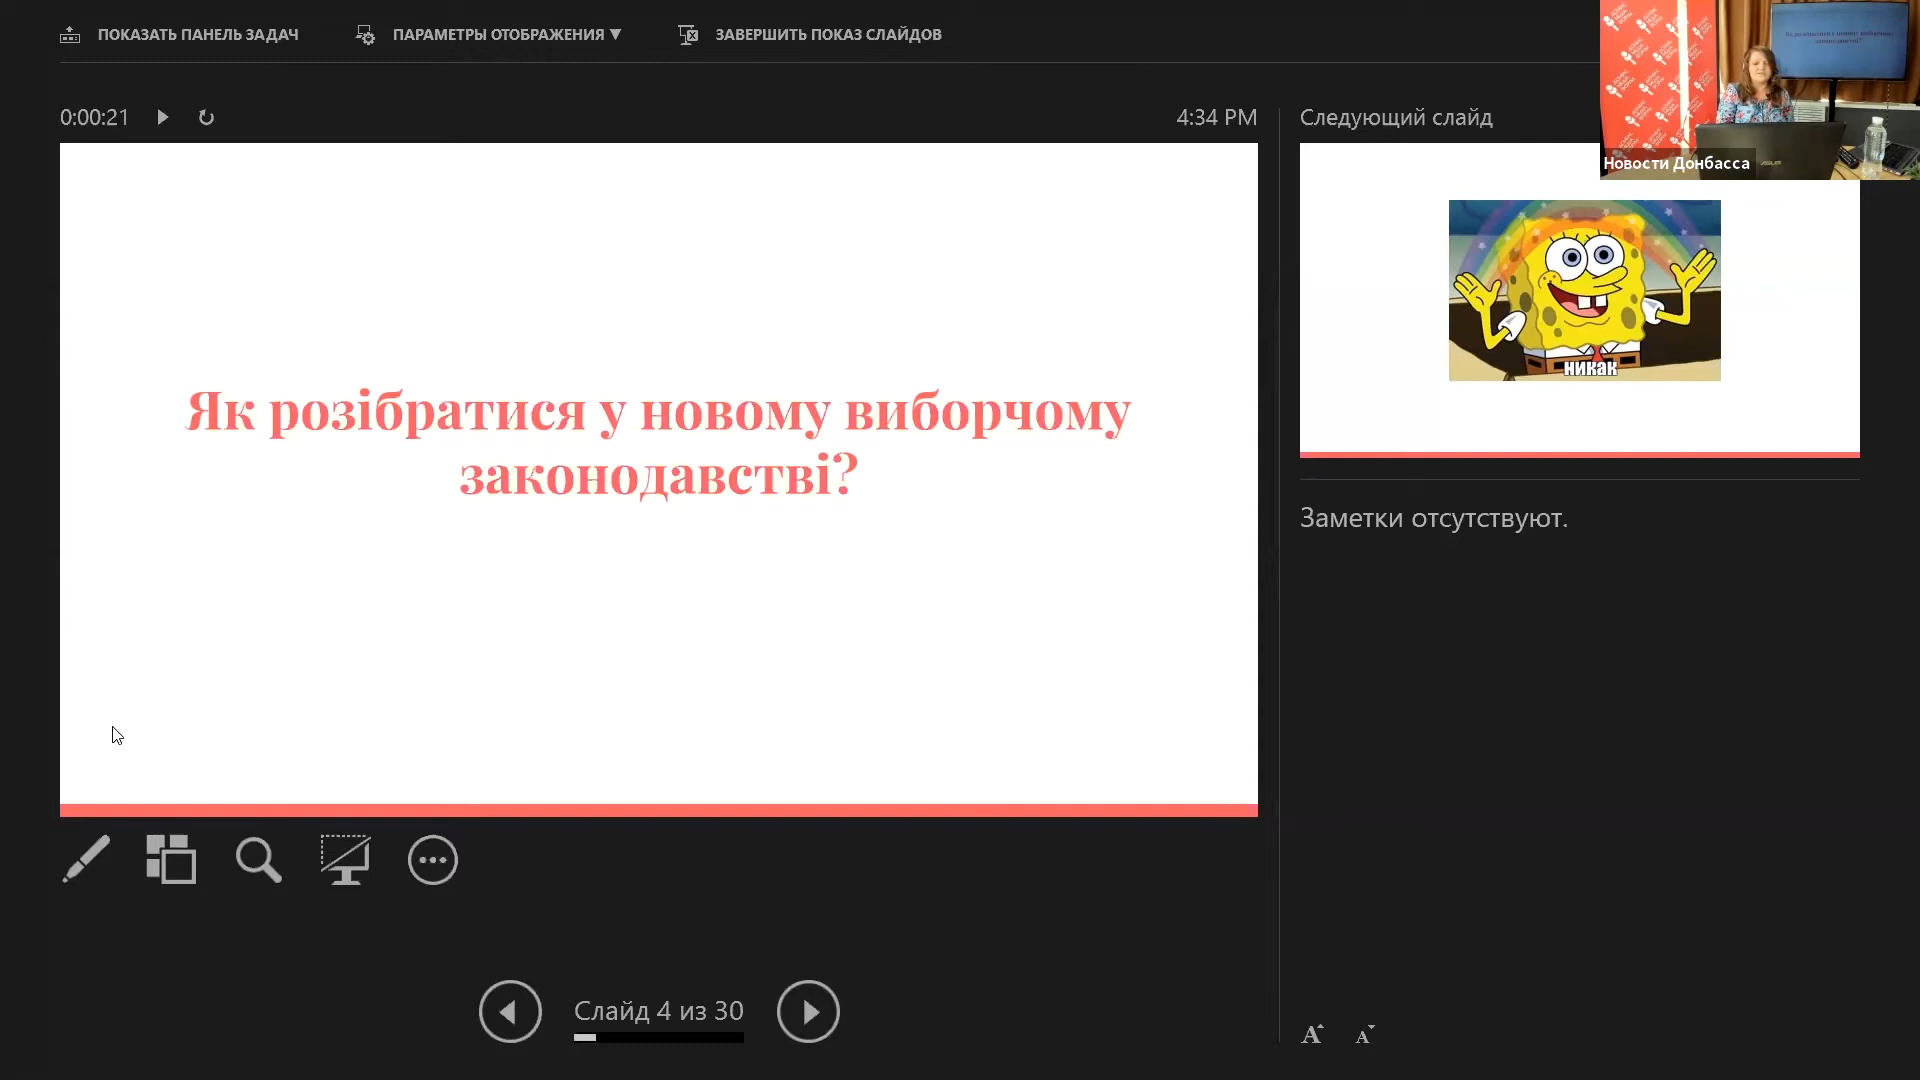 ПОКАЗАТЬ ПАНЕЛЬ ЗАДАЧ
ПАРАМЕТРЫ ОТОБРАЖЕНИЯ ▼
ЗАВЕРШИТЬ ПОКАЗ СЛАЙДОВ
0:00:21
4:34 PM
Як розібратися у новому виборчому
законодавстві?
Слайд 4 из 30
Следующий слайд
Новости Донбасса
никак
Заметки отсутствуют.